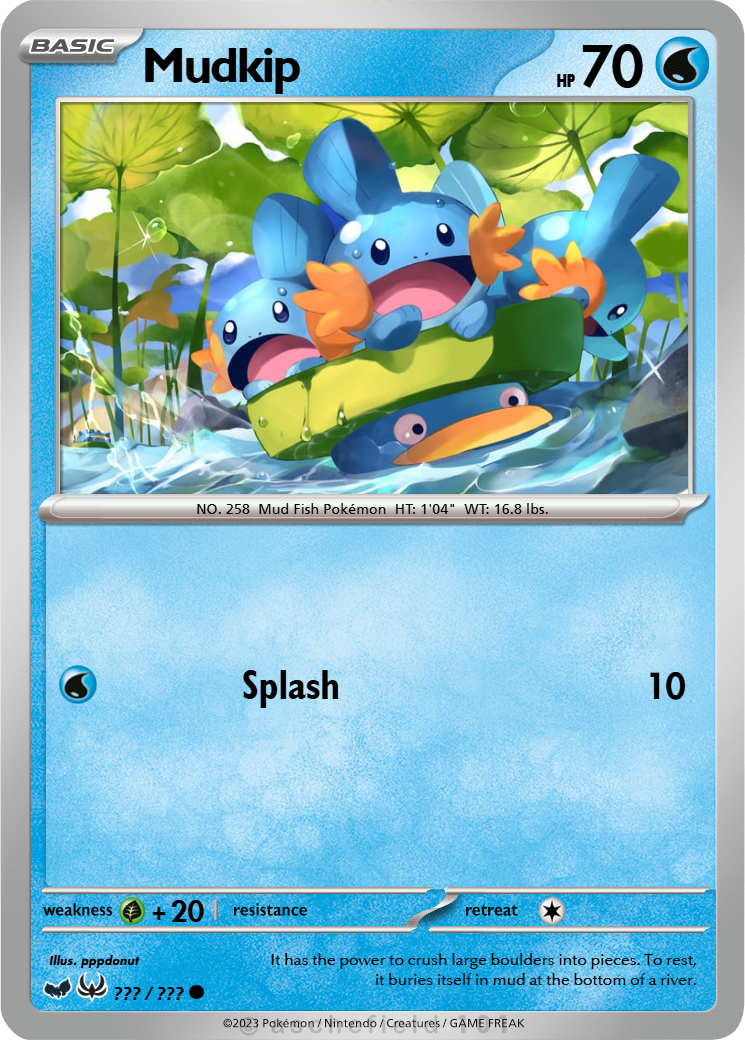 BASIC
Mudkip
HP 70
NO. 258 Mud Fish Pokémon HT: 1'04" WT: 16.8 lbs.
Splash 10
weakness + 20 resistance retreat
Illus. pppdonut
It has the power to crush large boulders into pieces. To rest,
it buries itself in mud at the bottom of a river.
??? / ???
©2023 Pokémon / Nintendo / Creatures / GAME FREAK